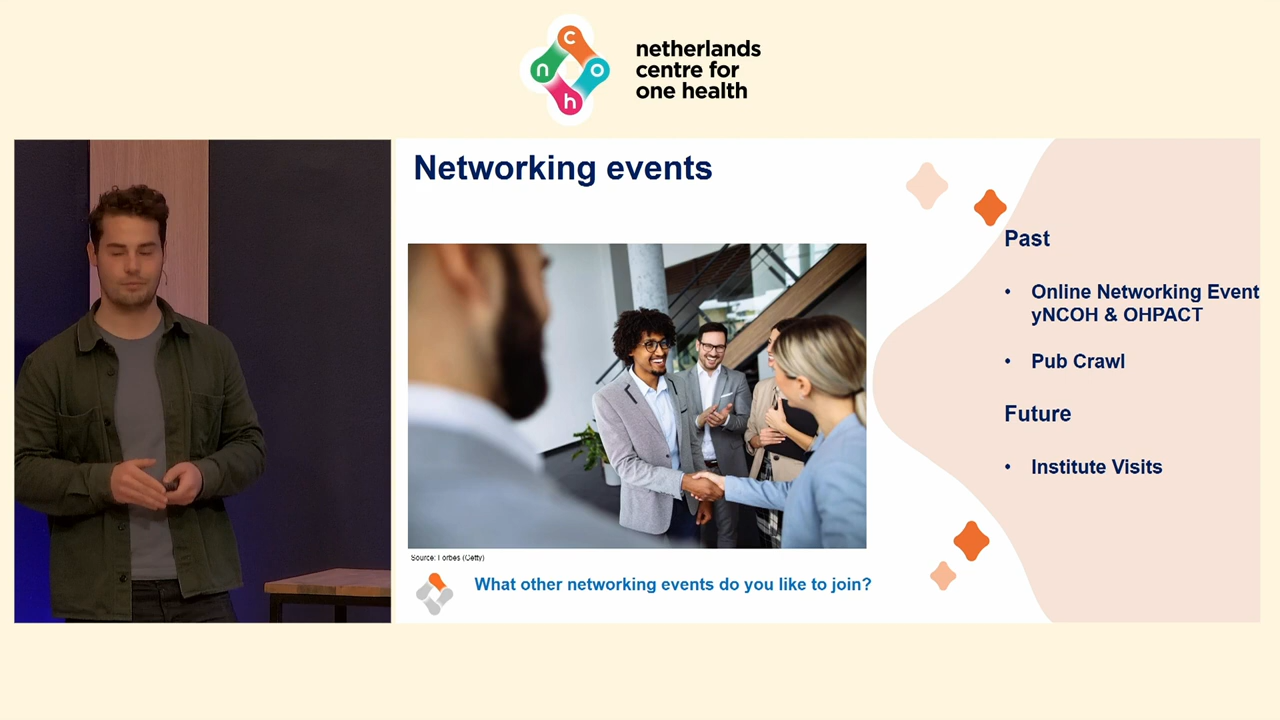 c
n
o
h
netherlands
centre for
one health
Networking events
Past
• Online Networking Event
yNCOH & OHPACT
• Pub Crawl
Future
• Institute Visits
Source: Forbes (Getty)
What other networking events do you like to join?